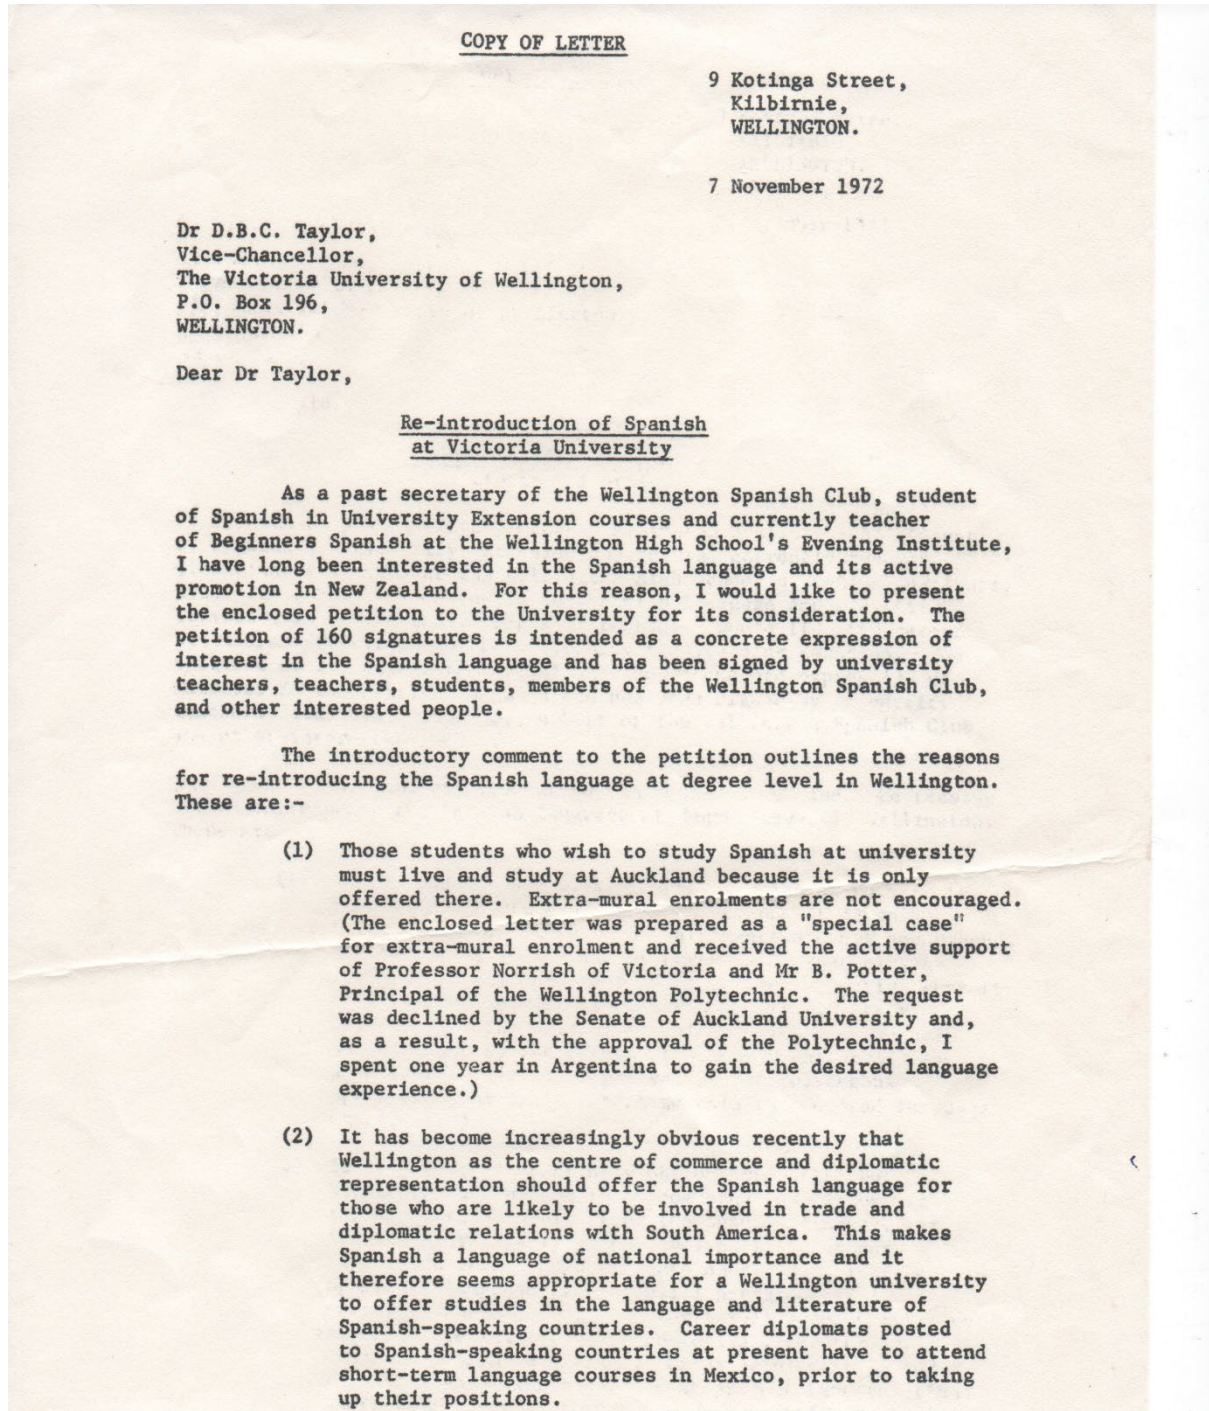 COPY OF LETTER
9 Kotinga Street,
Kilbirnie,
WELLINGTON.
7 November 1972
Dr D.B.C. Taylor,
Vice-Chancellor,
The Victoria University of Wellington,
P.O. Box 196,
WELLINGTON.
Dear Dr Taylor,
Re-introduction of Spanish
at Victoria University
As a past secretary of the Wellington Spanish Club, student
of Spanish in University Extension courses and currently teacher
of Beginners Spanish at the Wellington High School's Evening Institute,
I have long been interested in the Spanish language and its active
promotion in New Zealand. For this reason, I would like to present
the enclosed petition to the University for its consideration. The
petition of 160 signatures is intended as a concrete expression of
interest in the Spanish language and has been signed by university
teachers, teachers, students, members of the Wellington Spanish Club,
and other interested people.
The introductory comment to the petition outlines the reasons
for re-introducing the Spanish language at degree level in Wellington.
These are:-
(1) Those students who wish to study Spanish at university
must live and study at Auckland because it is only
offered there. Extra-mural enrolments are not encouraged.
(The enclosed letter was prepared as a "special case"
for extra-mural enrolment and received the active support
of Professor Norrish of Victoria and Mr B. Potter,
Principal of the Wellington Polytechnic. The request
was declined by the Senate of Auckland University and,
as a result, with the approval of the Polytechnic, I
spent one year in Argentina to gain the desired language
experience.)
(2) It has become increasingly obvious recently that
Wellington as the centre of commerce and diplomatic
representation should offer the Spanish language for
those who are likely to be involved in trade and
diplomatic relations with South America. This makes
Spanish a language of national importance and it
therefore seems appropriate for a Wellington university
to offer studies in the language and literature of
Spanish-speaking countries. Career diplomats posted
to Spanish-speaking countries at present have to attend
short-term language courses in Mexico, prior to taking
up their positions.